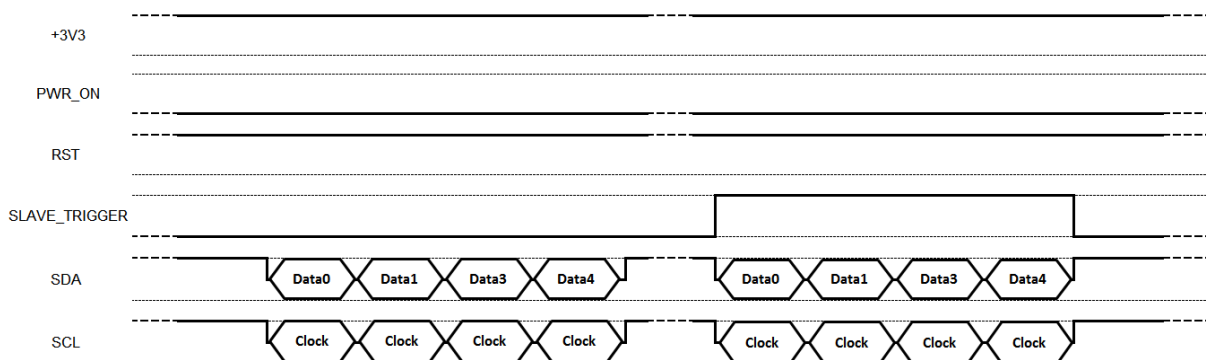 +3V3
PWR_ON
RST
SLAVE_TRIGGER
SDA Data0 Data1 Data3 Data4 Data0 Data1 Data3 Data4
SCL Clock Clock Clock Clock Clock Clock Clock Clock